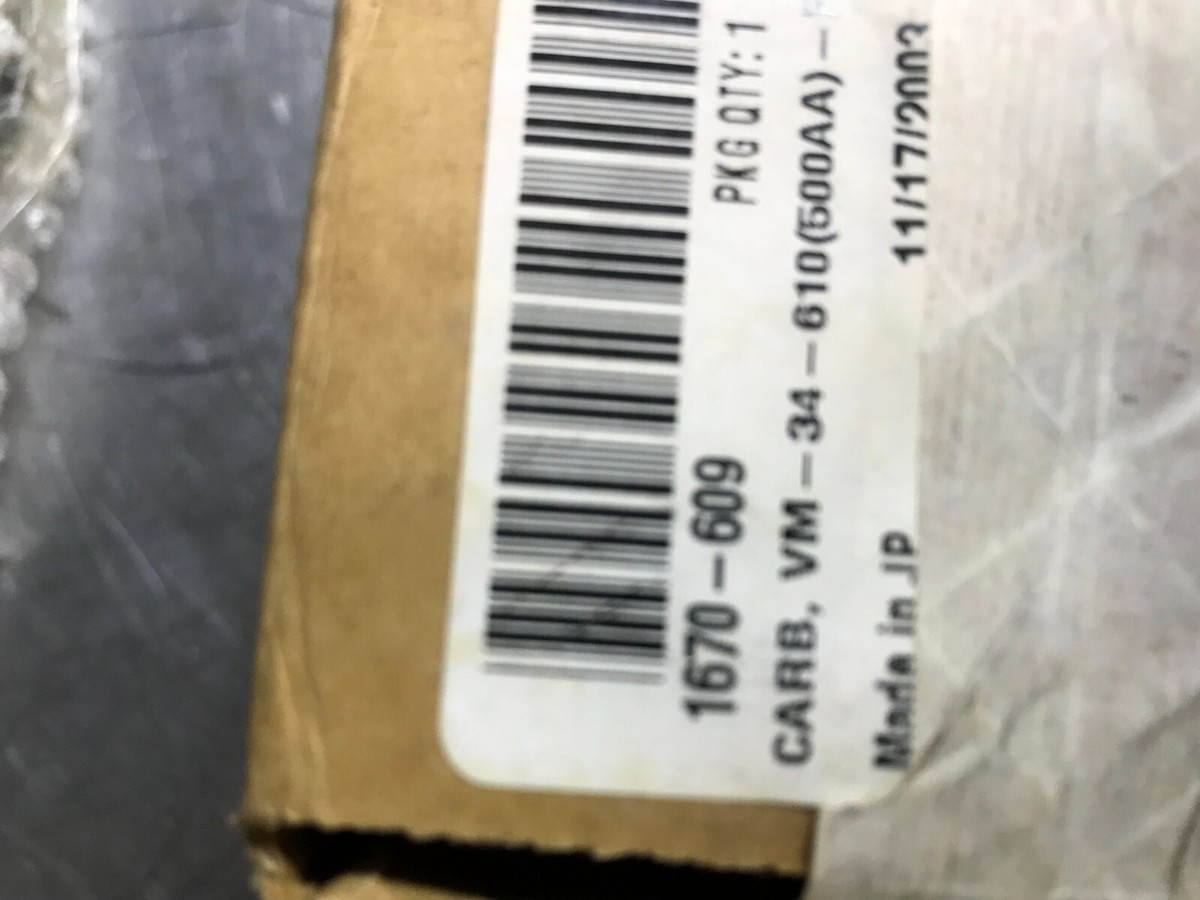 1670-609 PKG QTY: 1
CARB, VM-34-610(500AA)-
Made in JP 11/17/2003